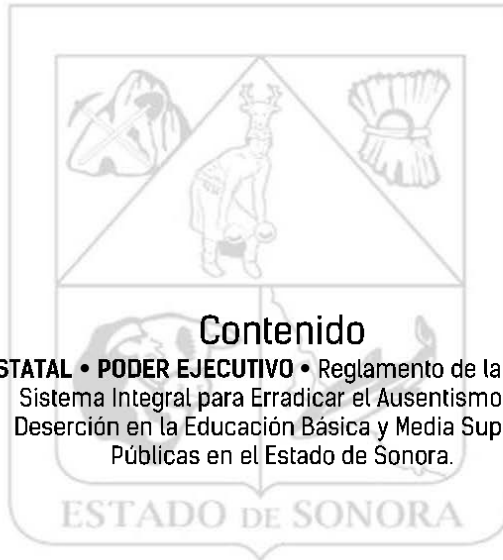 Contenido
STATAL • PODER EJECUTIVO • Reglamento de la
Sistema Integral para Erradicar el Ausentismo
Deserción en la Educación Básica y Media Sup
Públicas en el Estado de Sonora.
ESTADO DE SONORA